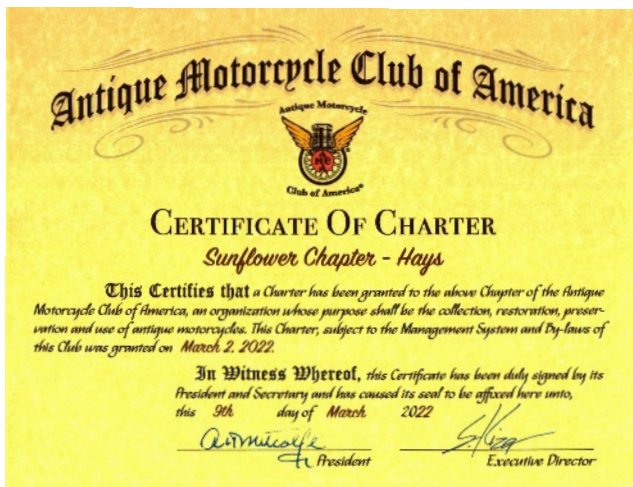 Antique Motorcycle Club of America
Antique Motorcycle
Club of America®
CERTIFICATE OF CHARTER
Sunflower Chapter - Hays
This Certifies that a Charter has been granted to the above Chapter of the Antique
Motorcycle Club of America, an organization whose purpose shall be the collection, restoration, preser-
vation and use of antique motorcycles. This Charter, subject to the Management System and By-laws of
this Club was granted on March 2, 2022.
In Witness Whereof, this Certificate has been duly signed by its
President and Secretary and has caused its seal to be affixed here unto,
this 9th day of March 2022
President
Executive Director